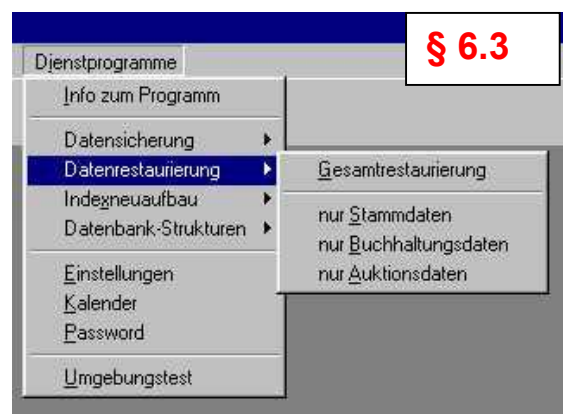 § 6.3
Dienstprogramme
Info zum Programm
Datensicherung
Datenrestaurierung
Indexneuaufbau
Datenbank-Strukturen
Einstellungen
Kalender
Password
Umgebungstest
Gesamtrestaurierung
nur Stammdaten
nur Buchhaltungsdaten
nur Auktionsdaten